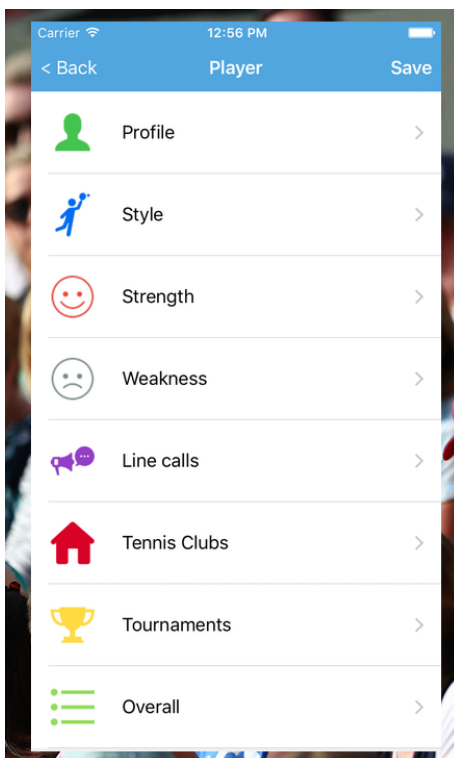 Carrier 12:56 PM
< Back Player Save
Profile
Style
Strength
Weakness
Line calls
Tennis Clubs
Tournaments
Overall